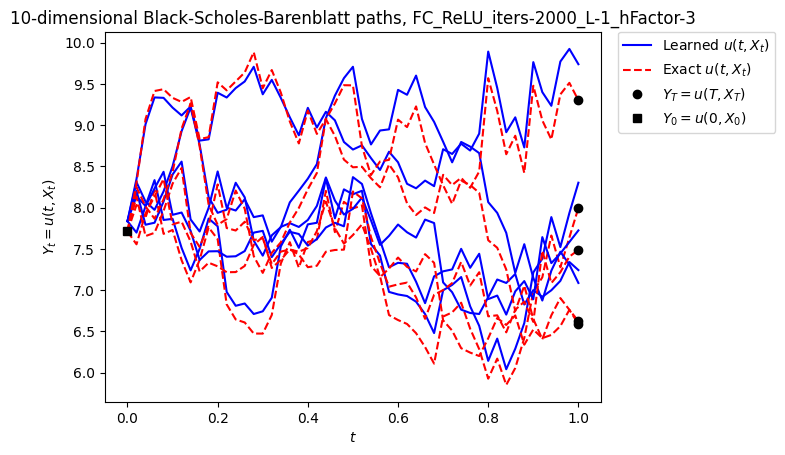 10-dimensional Black-Scholes-Barenblatt paths, FC_ReLU_iters-2000_L-1_hFactor-3
Learned u(t, X_t)
Exact u(t, X_t)
Y_T = u(T, X_T)
Y_0 = u(0, X_0)
Y_t = u(t, X_t)
10.0
9.5
9.0
8.5
8.0
7.5
7.0
6.5
6.0
0.0 0.2 0.4 0.6 0.8 1.0
t